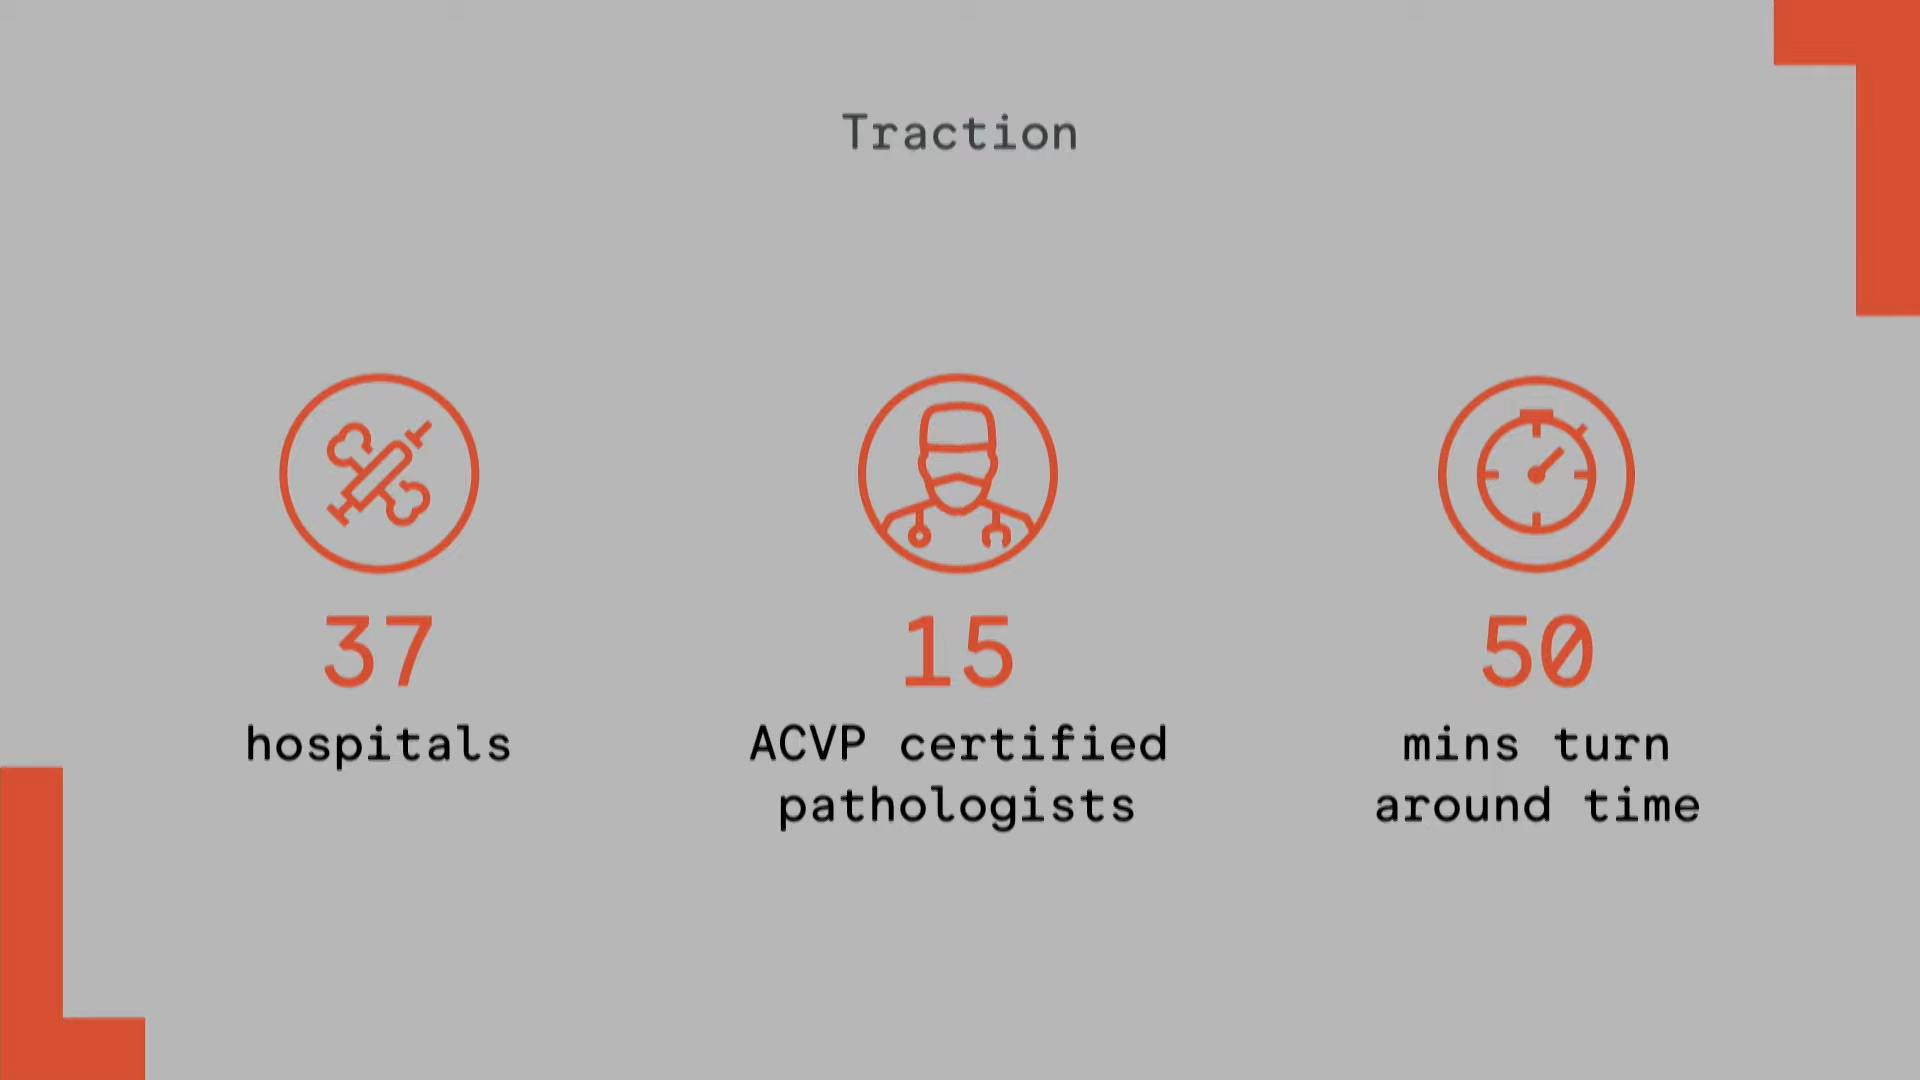 Traction
37
hospitals
15
ACVP certified
pathologists
50
mins turn
around time